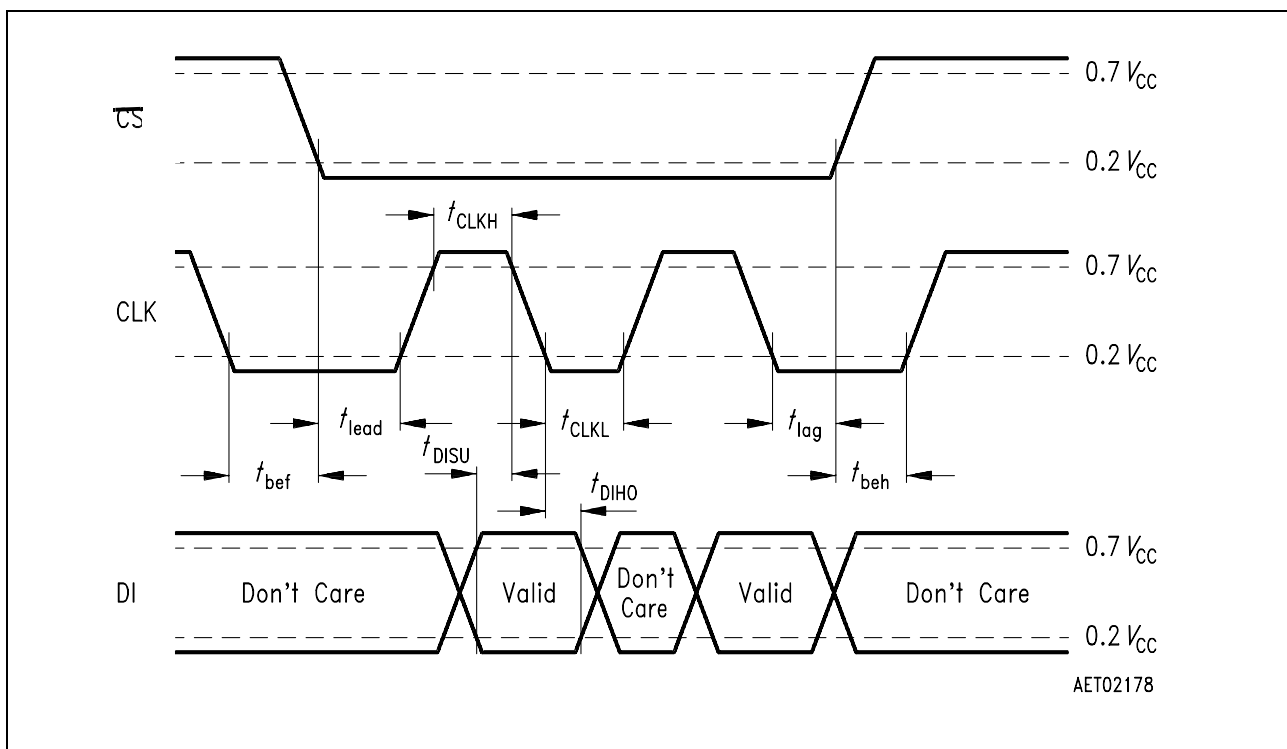 0.7 VCC
CS
0.2 VCC
tCLKH
0.7 VCC
CLK
0.2 VCC
tlead
tCLKL
tlag
tDISU
tbef
tbeh
tDIHO
0.7 VCC
DI
Don't Care
Valid
Don't
Care
Valid
Don't Care
0.2 VCC
AET02178